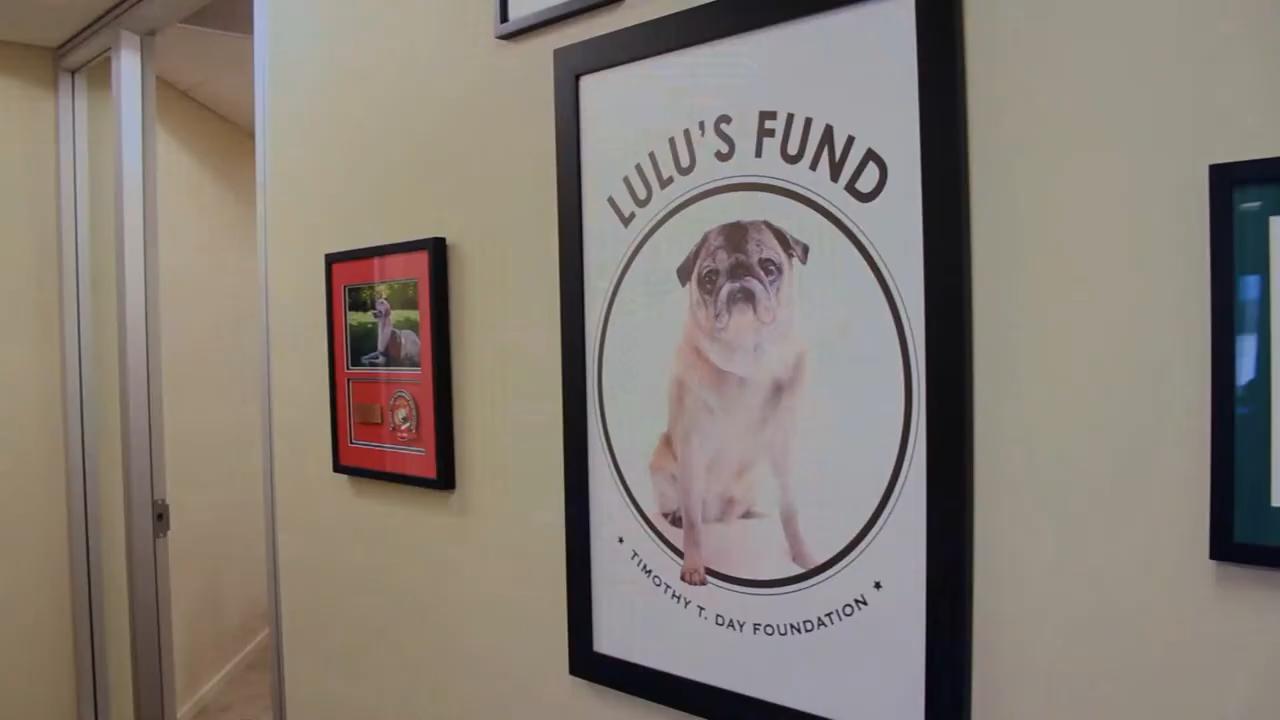 LULU'S FUND
★ TIMOTHY T. DAY FOUNDATION ★